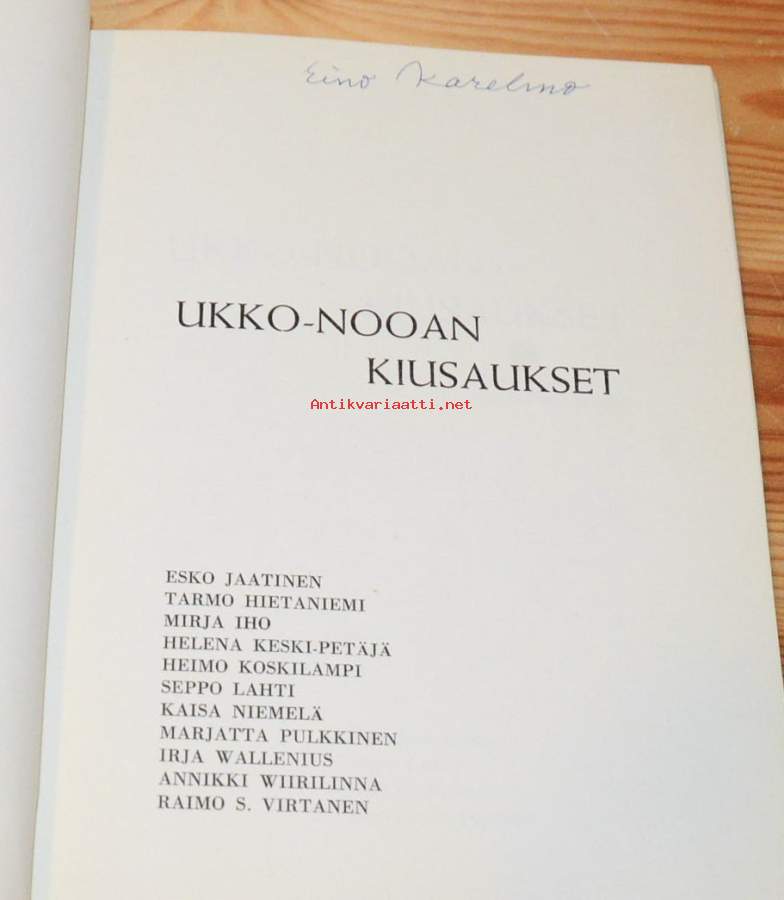 Eino Karelmo
UKKO-NOOAN
KIUSAUKSET
Antikvariaatti.net
ESKO JAATINEN
TARMO HIETANIEMI
MIRJA IHO
HELENA KESKI-PETÄJÄ
HEIMO KOSKILAMPI
SEPPO LAHTI
KAISA NIEMELÄ
MARJATTA PULKKINEN
IRJA WALLENIUS
ANNIKKI WIIRILINNA
RAIMO S. VIRTANEN